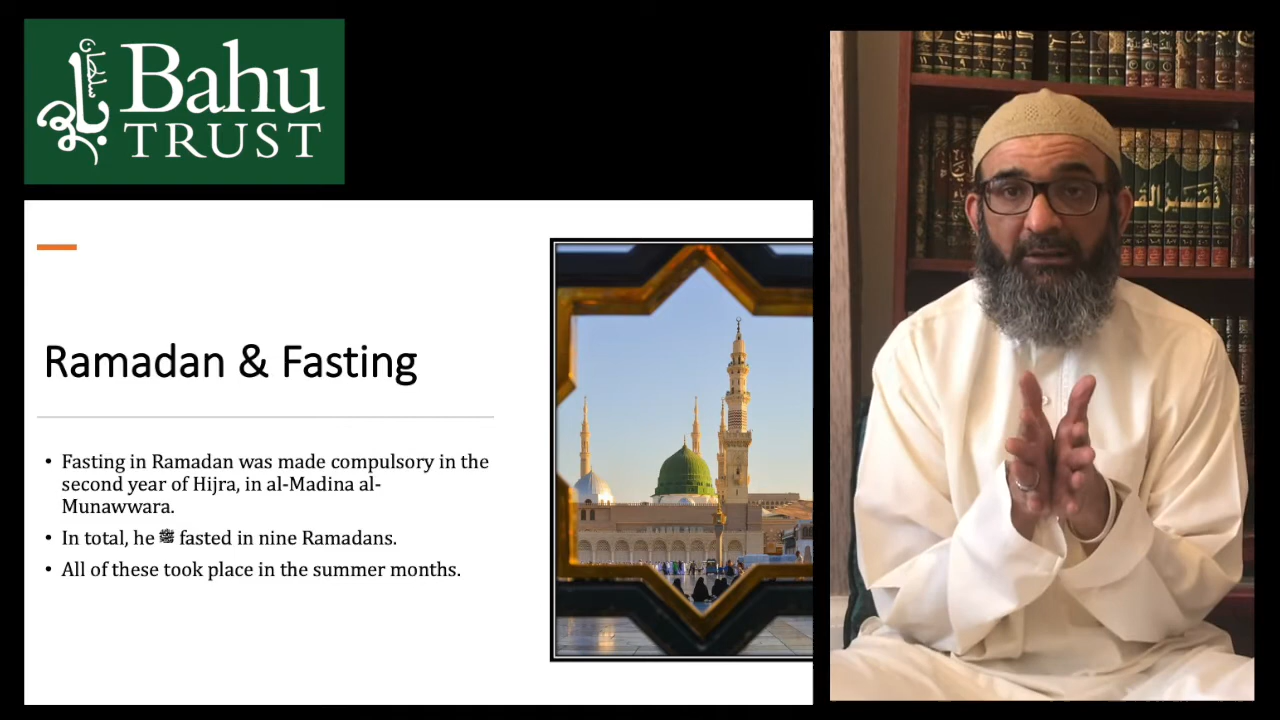 سلطان باہو
Bahu
TRUST
Ramadan & Fasting
• Fasting in Ramadan was made compulsory in the
second year of Hijra, in al-Madina al-
Munawwara.
• In total, he ﷺ fasted in nine Ramadans.
• All of these took place in the summer months.